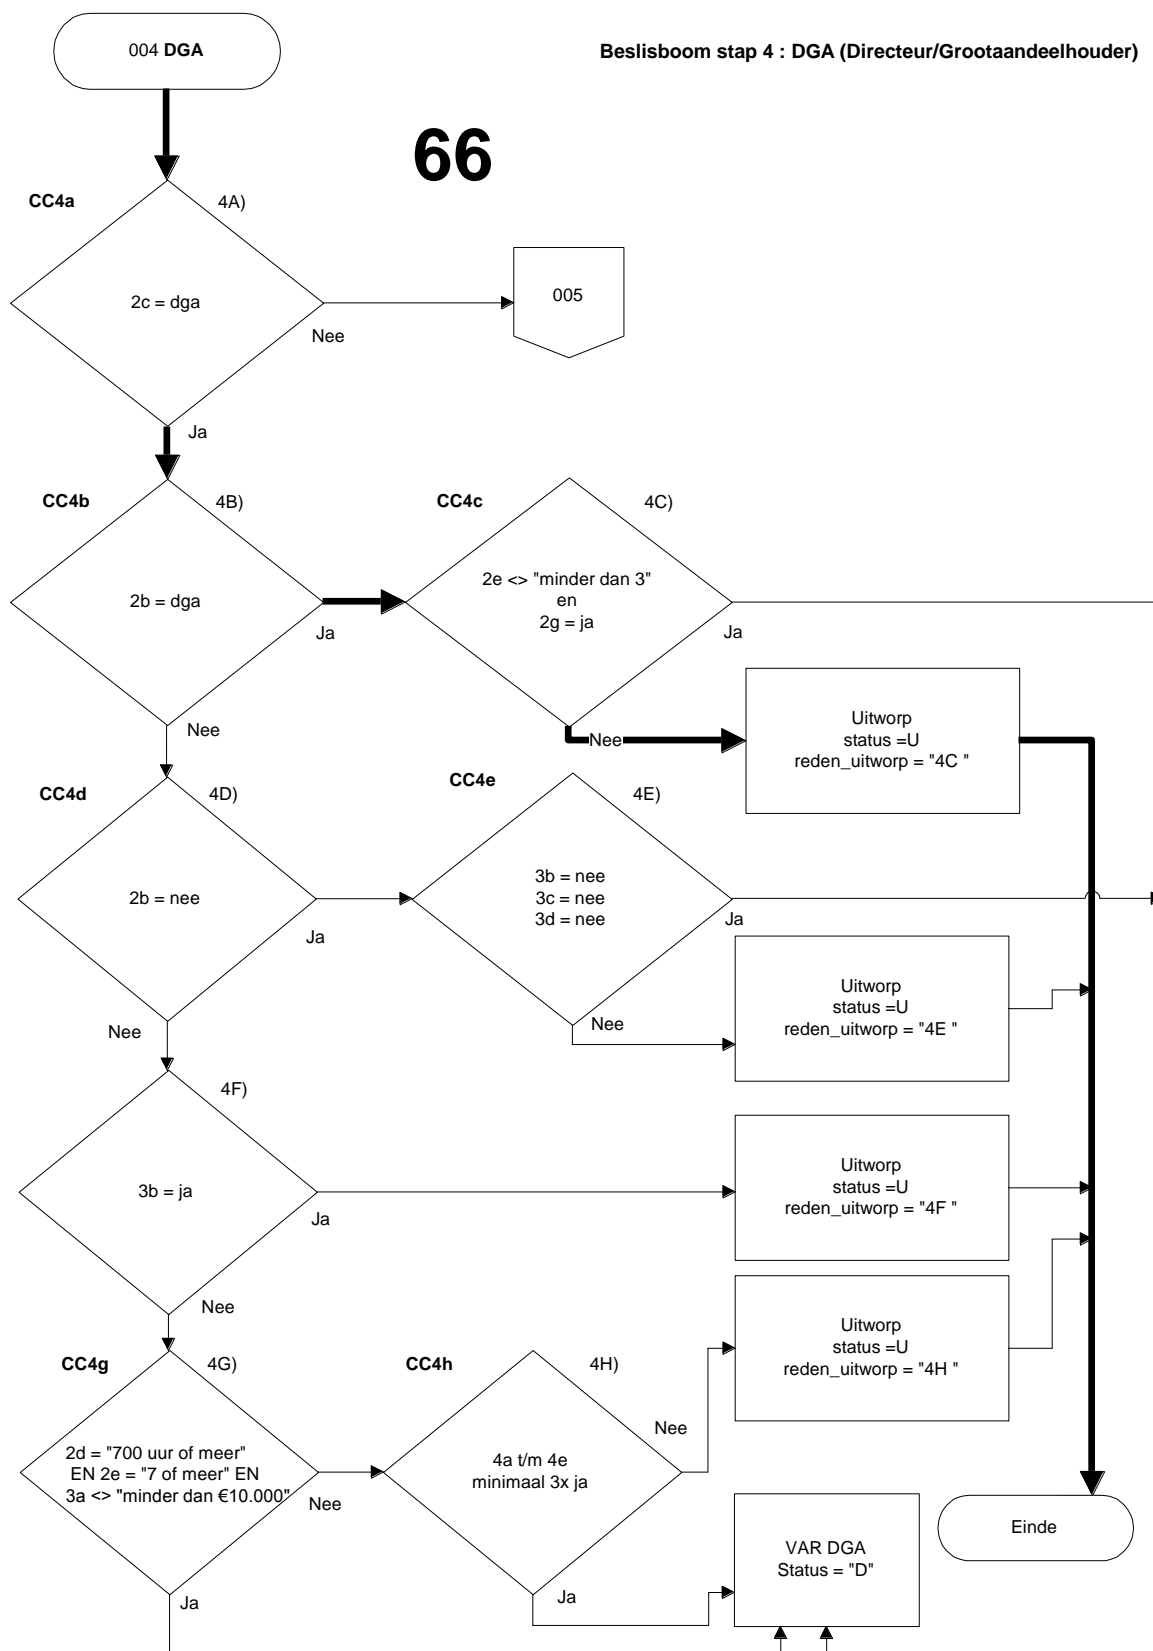 004 DGA
Beslisboom stap 4 : DGA (Directeur/Grootaandeelhouder)
66
CC4a
4A)
2c = dga
005
Nee
Ja
CC4b
4B)
2b = dga
Ja
Nee
CC4c
4C)
2e <> "minder dan 3"
en
2g = ja
Ja
Nee
Uitworp
status =U
reden_uitworp = "4C "
CC4d
4D)
2b = nee
Ja
Nee
CC4e
4E)
3b = nee
3c = nee
3d = nee
Ja
Nee
Uitworp
status =U
reden_uitworp = "4E "
4F)
3b = ja
Ja
Nee
Uitworp
status =U
reden_uitworp = "4F "
CC4g
4G)
2d = "700 uur of meer"
EN 2e = "7 of meer" EN
3a <> "minder dan €10.000"
Nee
Ja
CC4h
4H)
4a t/m 4e
minimaal 3x ja
Nee
Ja
Uitworp
status =U
reden_uitworp = "4H "
VAR DGA
Status = "D"
Einde